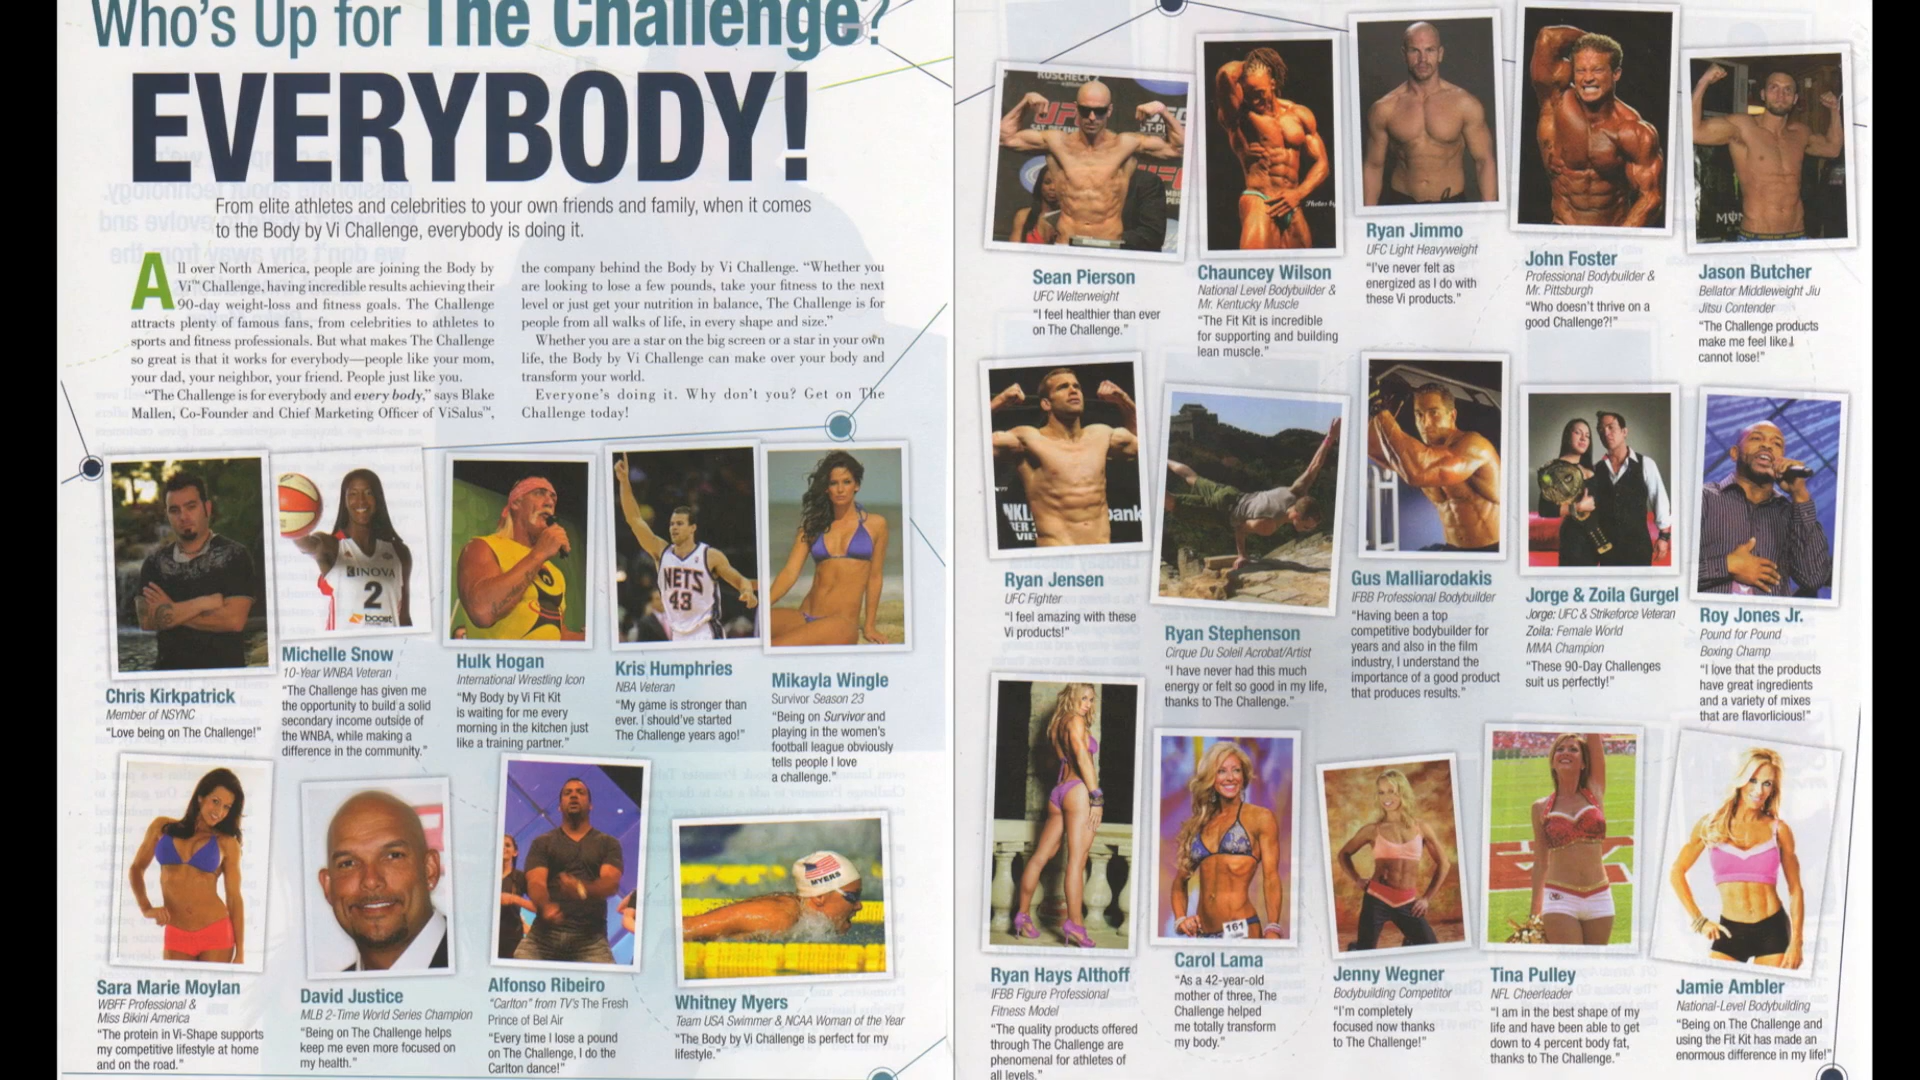 Who's Up for The Challenge?
EVERYBODY!
From elite athletes and celebrities to your own friends and family, when it comes
to the Body by Vi Challenge, everybody is doing it.
All over North America, people are joining the Body by
Vi™ Challenge, having incredible results achieving their
90-day weight-loss and fitness goals. The Challenge
attracts plenty of famous fans, from celebrities to athletes to
sports and fitness professionals. But what makes The Challenge
so great is that it works for everybody—people like your mom,
your dad, your neighbor, your friend. People just like you.
"The Challenge is for everybody and every body," says Blake
Mallen, Co-Founder and Chief Marketing Officer of ViSalus™,
the company behind the Body by Vi Challenge. "Whether you
are looking to lose a few pounds, take your fitness to the next
level or just get your nutrition in balance, The Challenge is for
people from all walks of life, in every shape and size."
Whether you are a star on the big screen or a star in your own
life, the Body by Vi Challenge can make over your body and
transform your world.
Everyone's doing it. Why don't you? Get on The
Challenge today!
Chris Kirkpatrick
Member of NSYNC
"Love being on The Challenge!"
KINOVA
2
boost
Michelle Snow
10-Year WNBA Veteran
"The Challenge has given me
the opportunity to build a solid
secondary income outside of
the WNBA, while making a
difference in the community."
Hulk Hogan
International Wrestling Icon
"My Body by Vi Fit Kit
is waiting for me every
morning in the kitchen just
like a training partner."
NETS
43
Kris Humphries
NBA Veteran
"My game is stronger than
ever. I should've started
The Challenge years ago!"
Mikayla Wingle
Survivor Season 23
"Being on Survivor and
playing in the women's
football league obviously
tells people I love
a challenge."
Sara Marie Moylan
WBFF Professional &
Miss Bikini America
"The protein in Vi-Shape supports
my competitive lifestyle at home
and on the road."
David Justice
MLB 2-Time World Series Champion
"Being on The Challenge helps
keep me even more focused on
my health."
Alfonso Ribeiro
"Carlton" from TV's The Fresh
Prince of Bel Air
"Every time I lose a pound
on The Challenge, I do the
Carlton dance!"
MYERS
Whitney Myers
Team USA Swimmer & NCAA Woman of the Year
"The Body by Vi Challenge is perfect for my
lifestyle."
KOSCHECK 2
UFC
Sean Pierson
UFC Welterweight
"I feel healthier than ever
on The Challenge."
Photos by
Chauncey Wilson
National Level Bodybuilder &
Mr. Kentucky Muscle
"The Fit Kit is incredible
for supporting and building
lean muscle."
Ryan Jimmo
UFC Light Heavyweight
"I've never felt as
energized as I do with
these Vi products."
John Foster
Professional Bodybuilder &
Mr. Pittsburgh
"Who doesn't thrive on a
good Challenge?!"
Jason Butcher
Bellator Middleweight Jiu
Jitsu Contender
"The Challenge products
make me feel like I
cannot lose!"
bank
Ryan Jensen
UFC Fighter
"I feel amazing with these
Vi products!"
Ryan Stephenson
Cirque Du Soleil Acrobat/Artist
"I have never had this much
energy or felt so good in my life,
thanks to The Challenge."
Gus Malliarodakis
IFBB Professional Bodybuilder
"Having been a top
competitive bodybuilder for
years and also in the film
industry, I understand the
importance of a good product
that produces results."
Jorge & Zoila Gurgel
Jorge: UFC & Strikeforce Veteran
Zoila: Female World
MMA Champion
"These 90-Day Challenges
suit us perfectly!"
Roy Jones Jr.
Pound for Pound
Boxing Champ
"I love that the products
have great ingredients
and a variety of mixes
that are flavorlicious!"
Ryan Hays Althoff
IFBB Figure Professional
Fitness Model
"The quality products offered
through The Challenge are
phenomenal for athletes of
all levels."
161
Carol Lama
"As a 42-year-old
mother of three, The
Challenge helped
me totally transform
my body."
Jenny Wegner
Bodybuilding Competitor
"I'm completely
focused now thanks
to The Challenge!"
Tina Pulley
NFL Cheerleader
"I am in the best shape of my
life and have been able to get
down to 4 percent body fat,
thanks to The Challenge."
Jamie Ambler
National-Level Bodybuilding
"Being on The Challenge and
using the Fit Kit has made an
enormous difference in my life!"